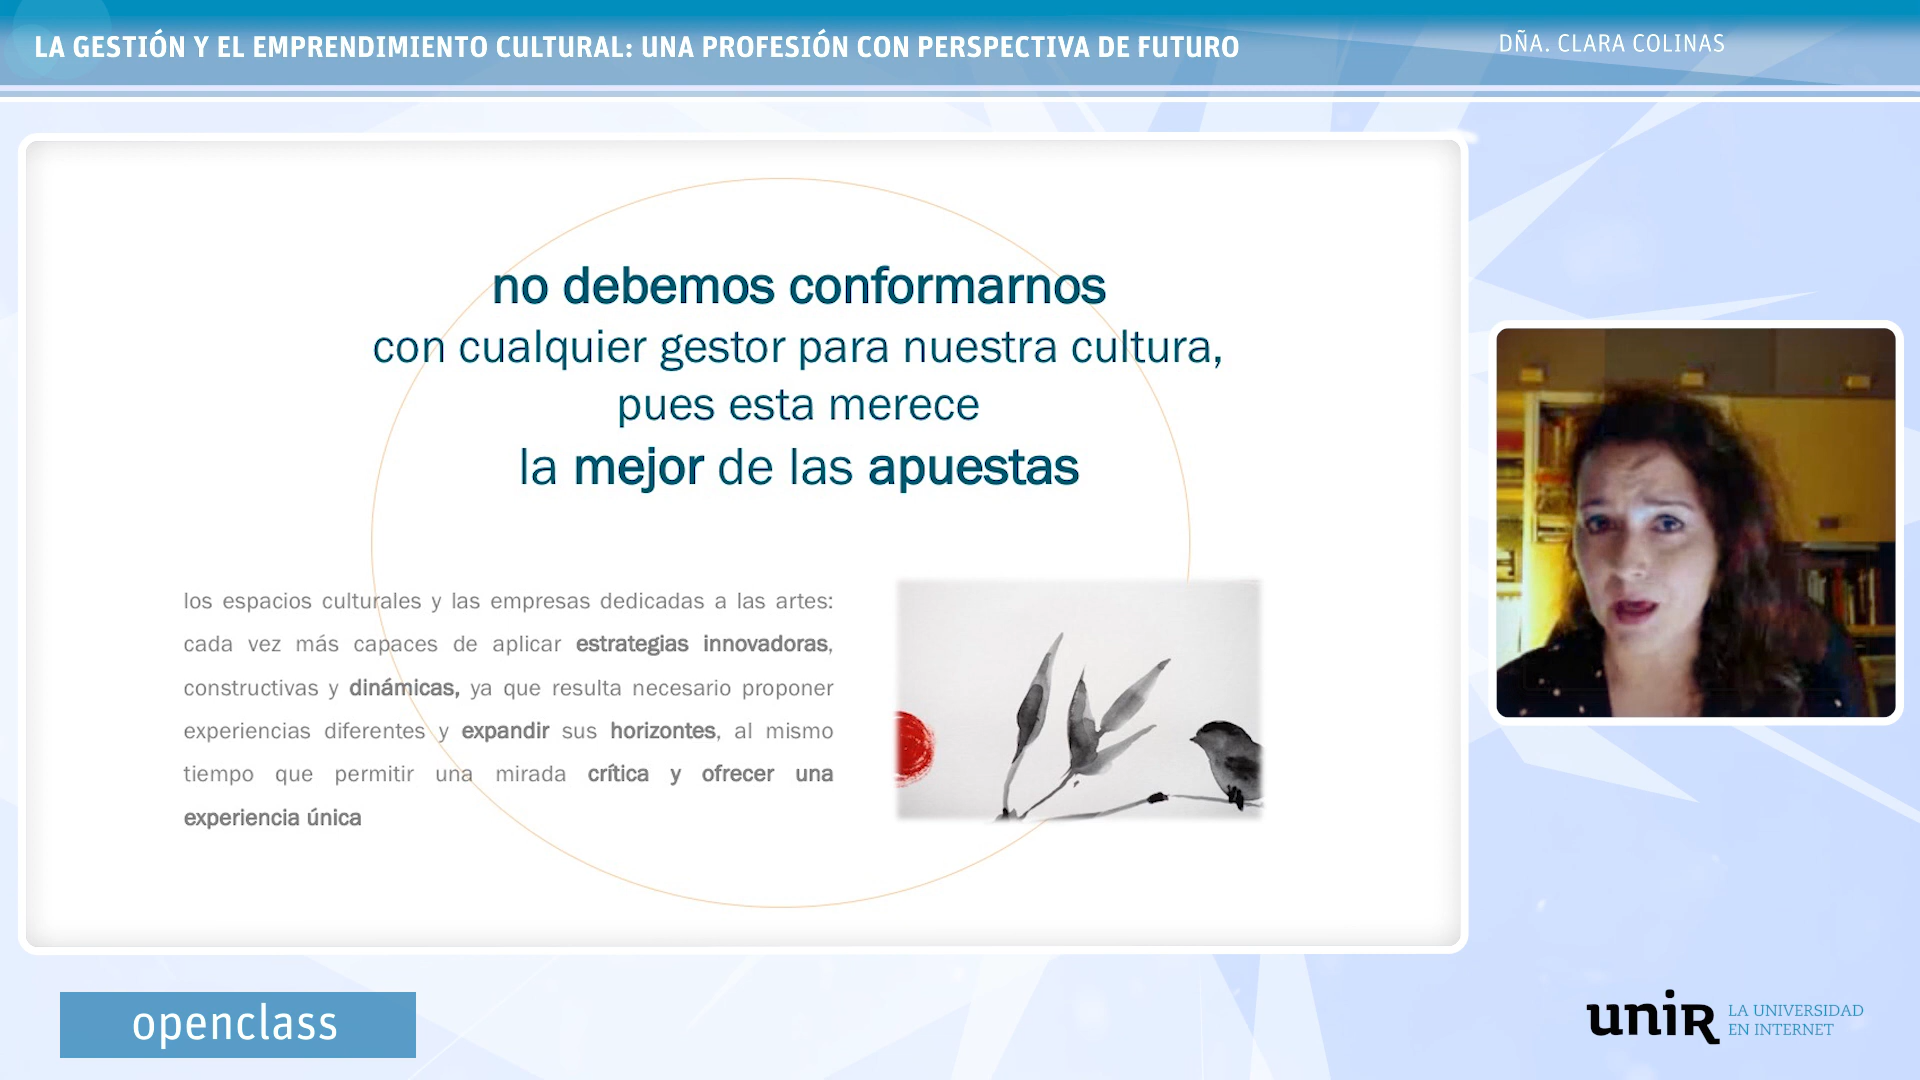 LA GESTIÓN Y EL EMPRENDIMIENTO CULTURAL: UNA PROFESIÓN CON PERSPECTIVA DE FUTURO
DÑA. CLARA COLINAS
no debemos conformarnos
con cualquier gestor para nuestra cultura,
pues esta merece
la mejor de las apuestas
los espacios culturales y las empresas dedicadas a las artes:
cada vez más capaces de aplicar estrategias innovadoras,
constructivas y dinámicas, ya que resulta necesario proponer
experiencias diferentes y expandir sus horizontes, al mismo
tiempo que permitir una mirada crítica y ofrecer una
experiencia única
openclass
unir
LA UNIVERSIDAD
EN INTERNET